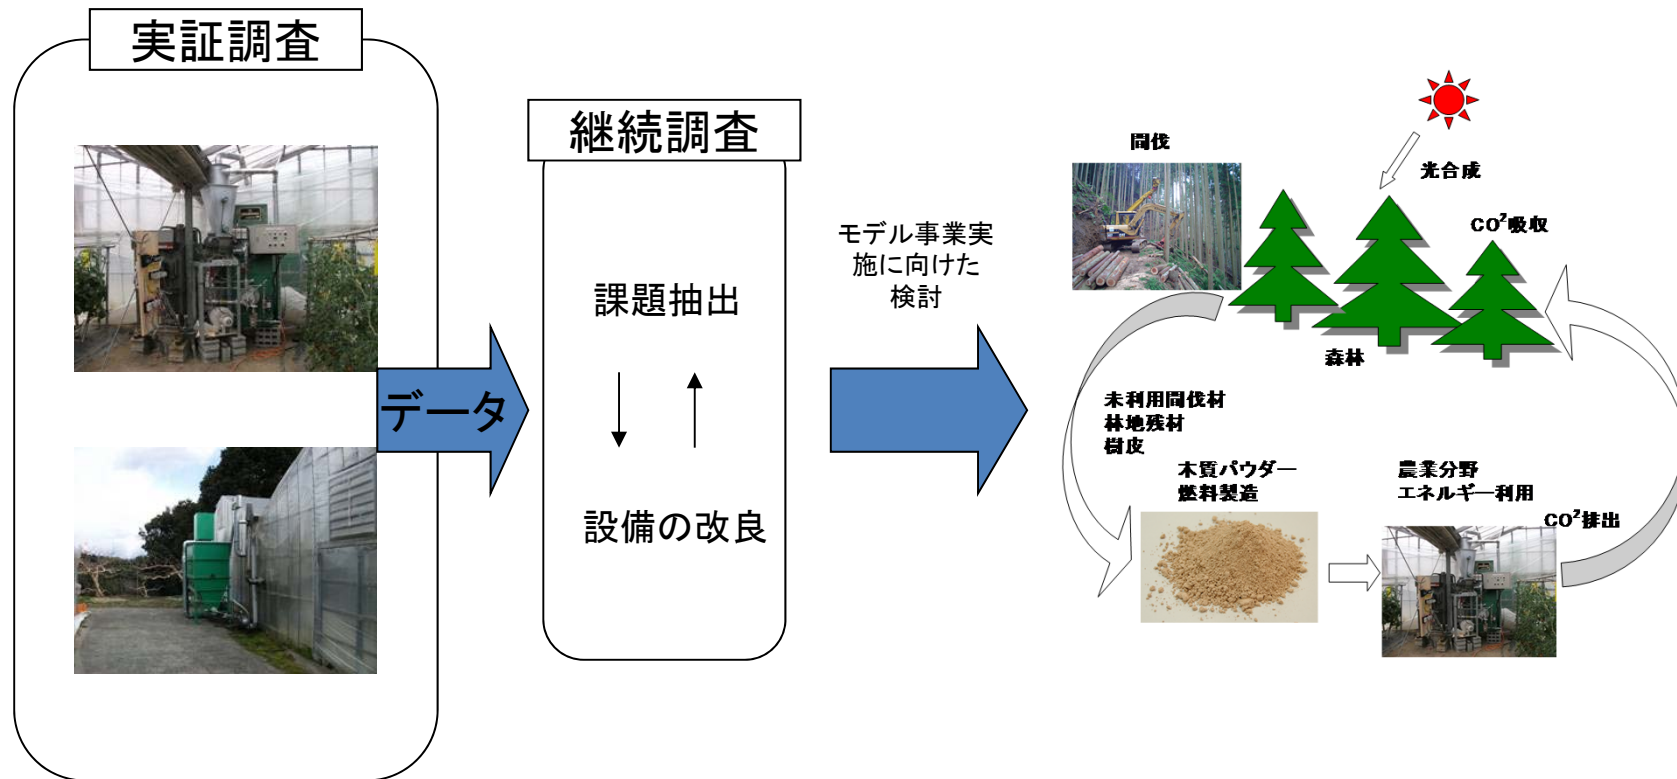 実証調査
データ
継続調査
課題抽出
設備の改良
モデル事業実
施に向けた
検討
間伐
光合成
CO²吸収
森林
未利用間伐材
林地残材
樹皮
木質パウダー
燃料製造
農業分野
エネルギー利用
CO²排出